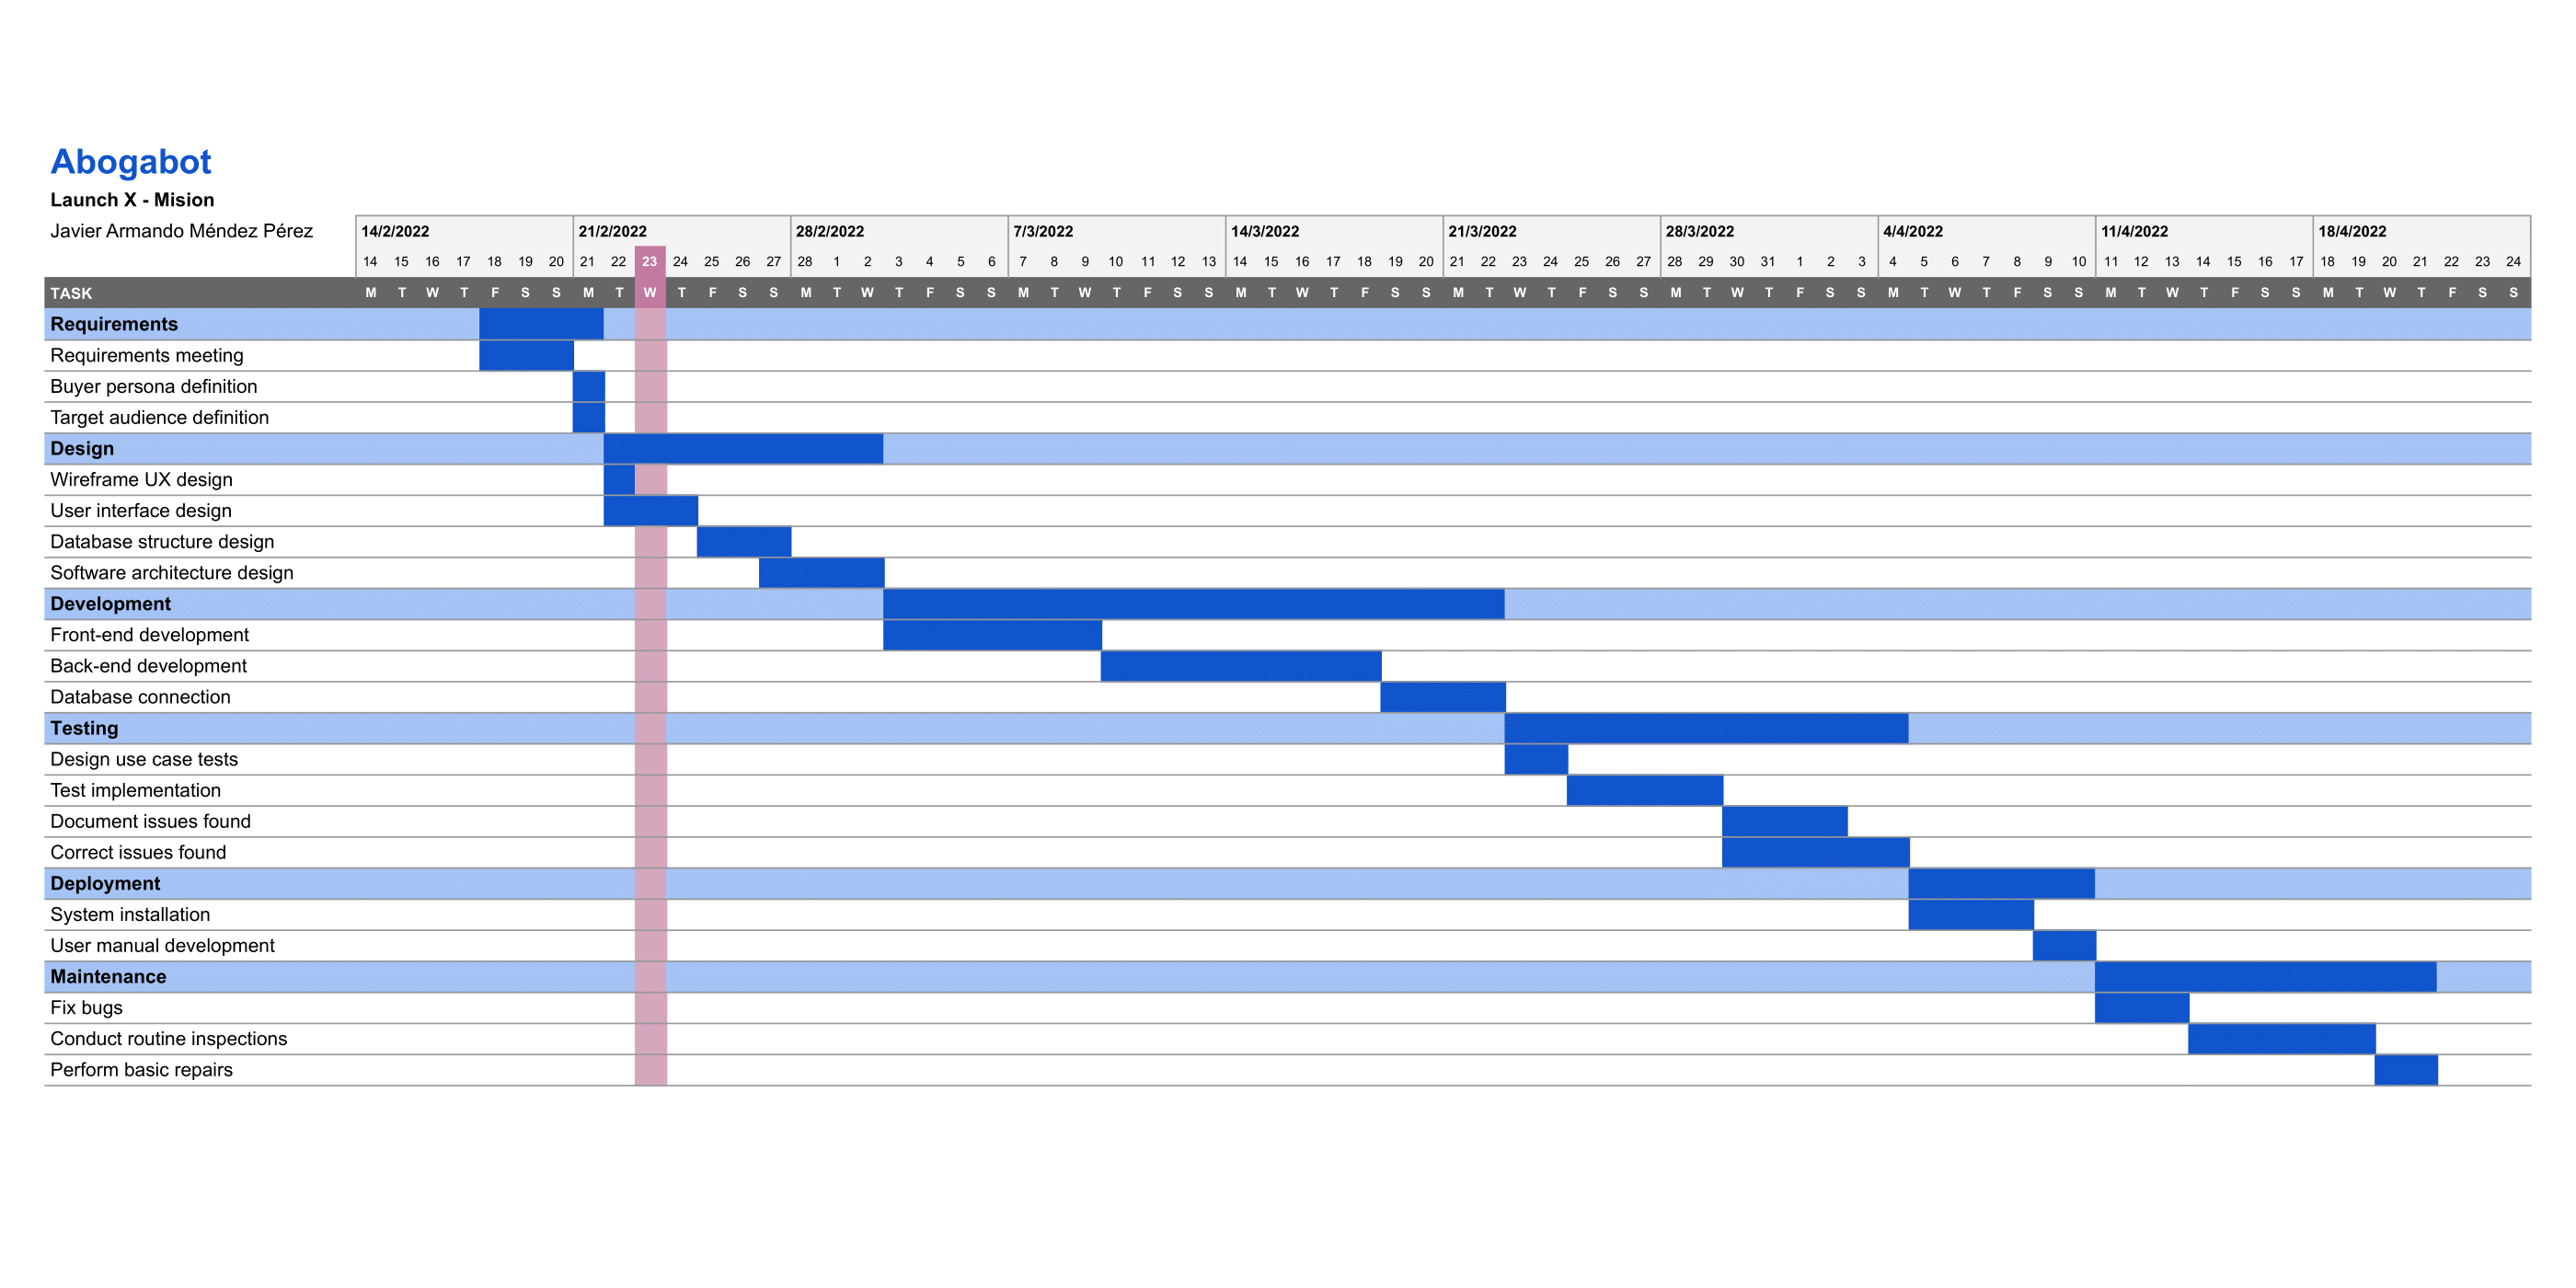 Abogabot
Launch X - Mision
Javier Armando Méndez Pérez
14/2/2022 21/2/2022 28/2/2022 7/3/2022 14/3/2022 21/3/2022 28/3/2022 4/4/2022 11/4/2022 18/4/2022
14 15 16 17 18 19 20 21 22 23 24 25 26 27 28 1 2 3 4 5 6 7 8 9 10 11 12 13 14 15 16 17 18 19 20 21 22 23 24 25 26 27 28 29 30 31 1 2 3 4 5 6 7 8 9 10 11 12 13 14 15 16 17 18 19 20 21 22 23 24
TASK M T W T F S S M T W T F S S M T W T F S S M T W T F S S M T W T F S S M T W T F S S M T W T F S S M T W T F S S M T W T F S S M T W T F S S
Requirements
Requirements meeting
Buyer persona definition
Target audience definition
Design
Wireframe UX design
User interface design
Database structure design
Software architecture design
Development
Front-end development
Back-end development
Database connection
Testing
Design use case tests
Test implementation
Document issues found
Correct issues found
Deployment
System installation
User manual development
Maintenance
Fix bugs
Conduct routine inspections
Perform basic repairs